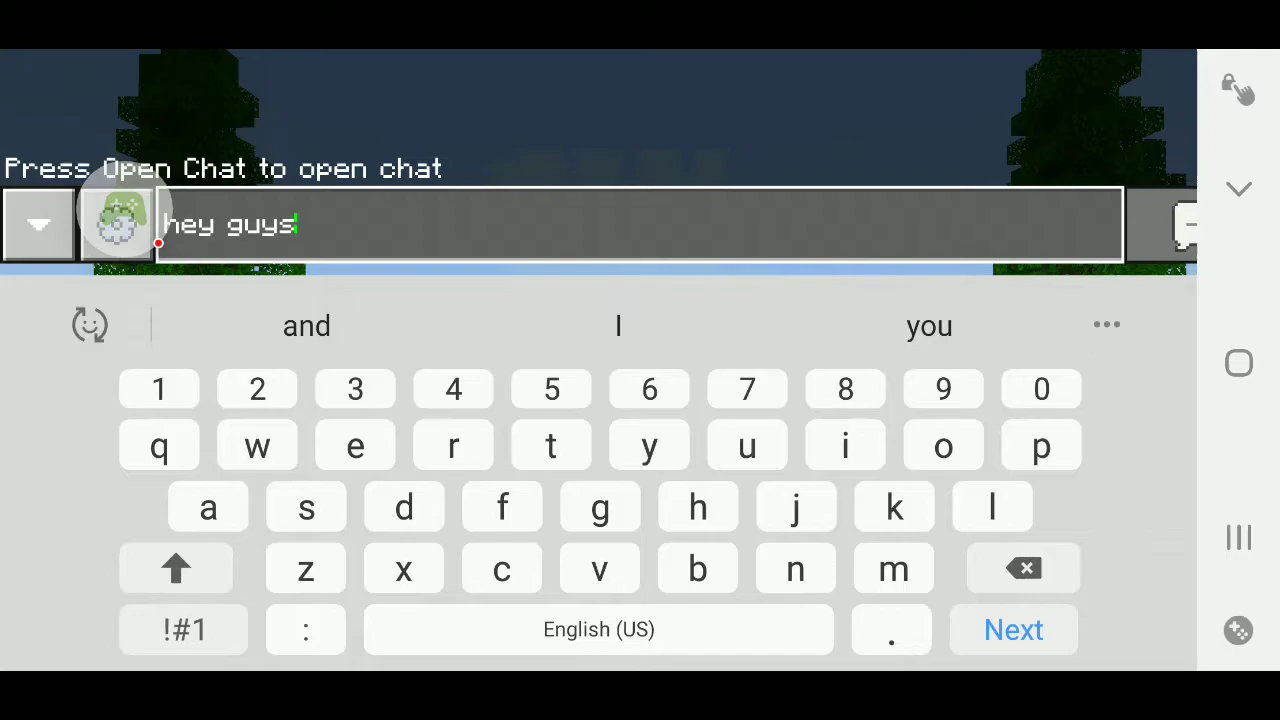 Press Open Chat to open chat
hey guys
and I you
1 2 3 4 5 6 7 8 9 0
q w e r t y u i o p
a s d f g h j k l
z x c v b n m
!#1 : English (US) . Next